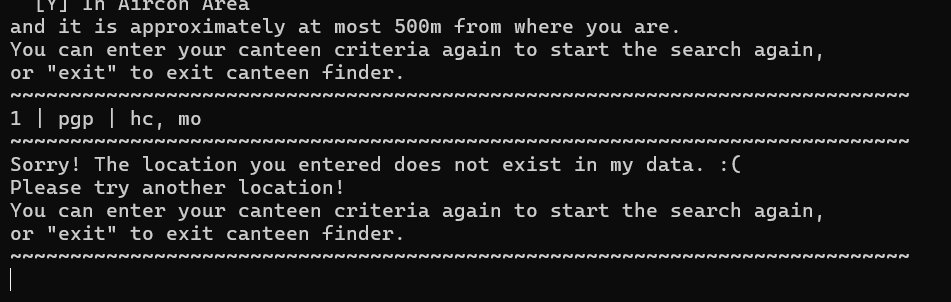 [Y] In Aircon Area
and it is approximately at most 500m from where you are.
You can enter your canteen criteria again to start the search again,
or "exit" to exit canteen finder.
~~~~~~~~~~~~~~~~~~~~~~~~~~~~~~~~~~~~~~~~~~~~~~~~~~~~~~~~~~~~~~~~~~~~~~~~~~~
1 | pgp | hc, mo
~~~~~~~~~~~~~~~~~~~~~~~~~~~~~~~~~~~~~~~~~~~~~~~~~~~~~~~~~~~~~~~~~~~~~~~~~~~
Sorry! The location you entered does not exist in my data. :(
Please try another location!
You can enter your canteen criteria again to start the search again,
or "exit" to exit canteen finder.
~~~~~~~~~~~~~~~~~~~~~~~~~~~~~~~~~~~~~~~~~~~~~~~~~~~~~~~~~~~~~~~~~~~~~~~~~~~